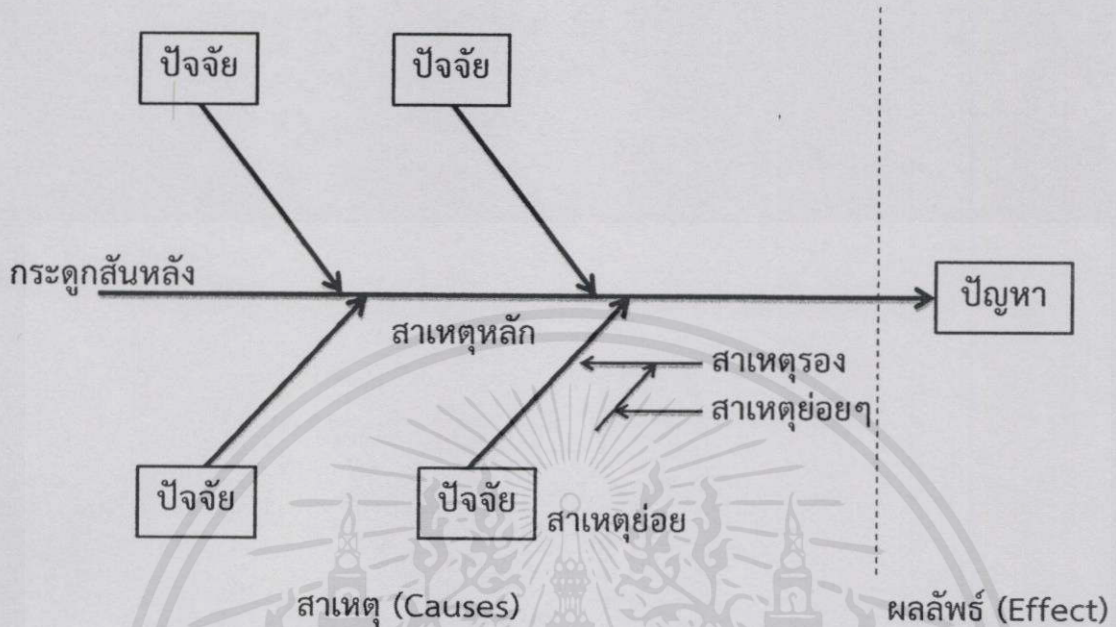 ปัจจัย
ปัจจัย
กระดูกสันหลัง
ปัญหา
สาเหตุหลัก
สาเหตุรอง
สาเหตุย่อยๆ
ปัจจัย
ปัจจัย
สาเหตุย่อย
สาเหตุ (Causes)
ผลลัพธ์ (Effect)